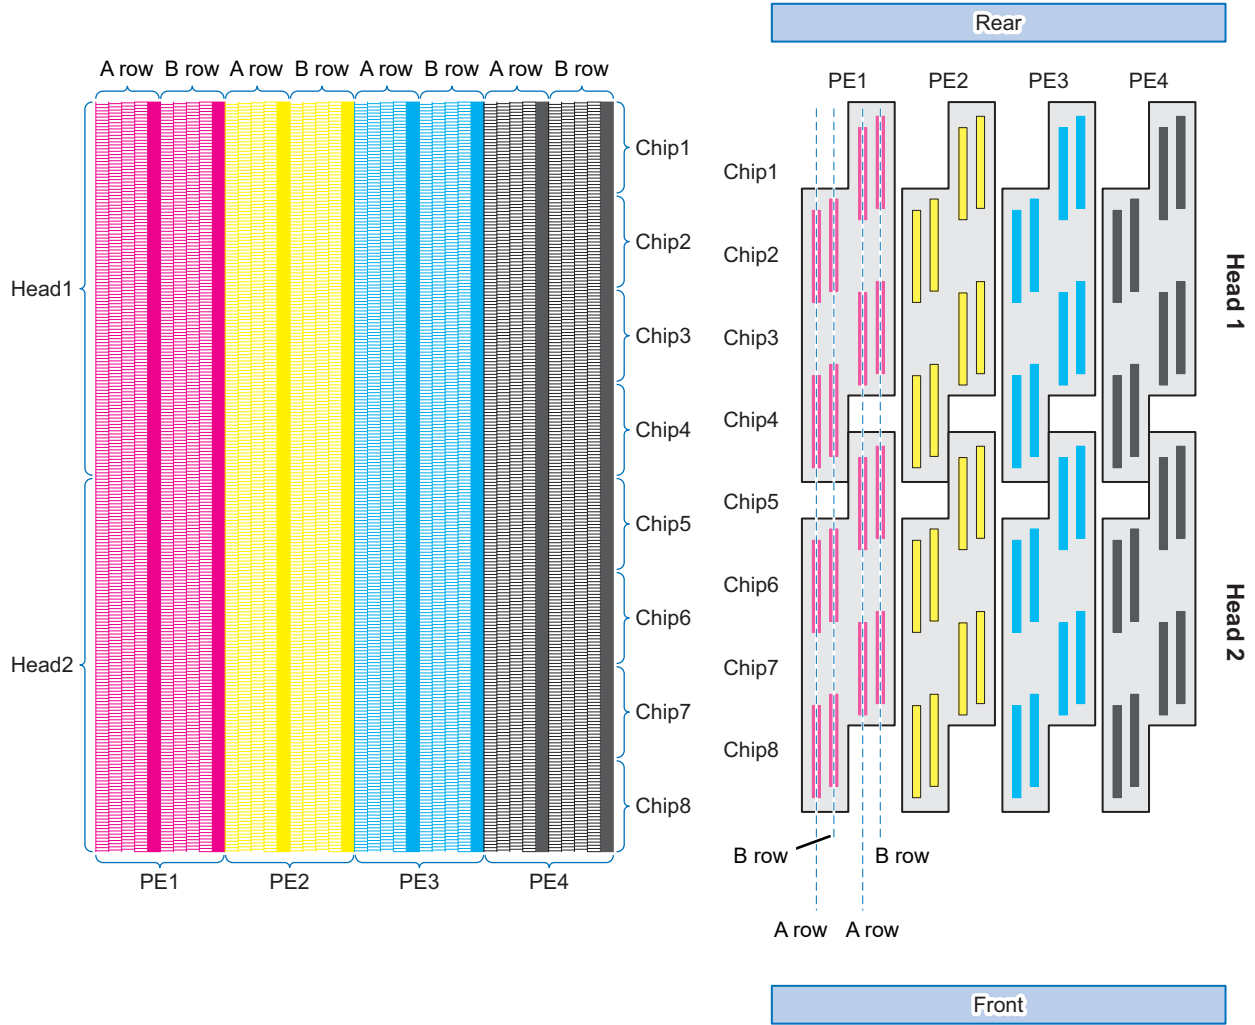 Rear
A row B row A row B row A row B row A row B row
PE1 PE2 PE3 PE4
Chip1
Chip2
Chip3
Chip4
Chip5
Chip6
Chip7
Chip8
Head1
Head2
PE1 PE2 PE3 PE4
Chip1
Chip2
Chip3
Chip4
Chip5
Chip6
Chip7
Chip8
Head 1
Head 2
B row B row
A row A row
Front